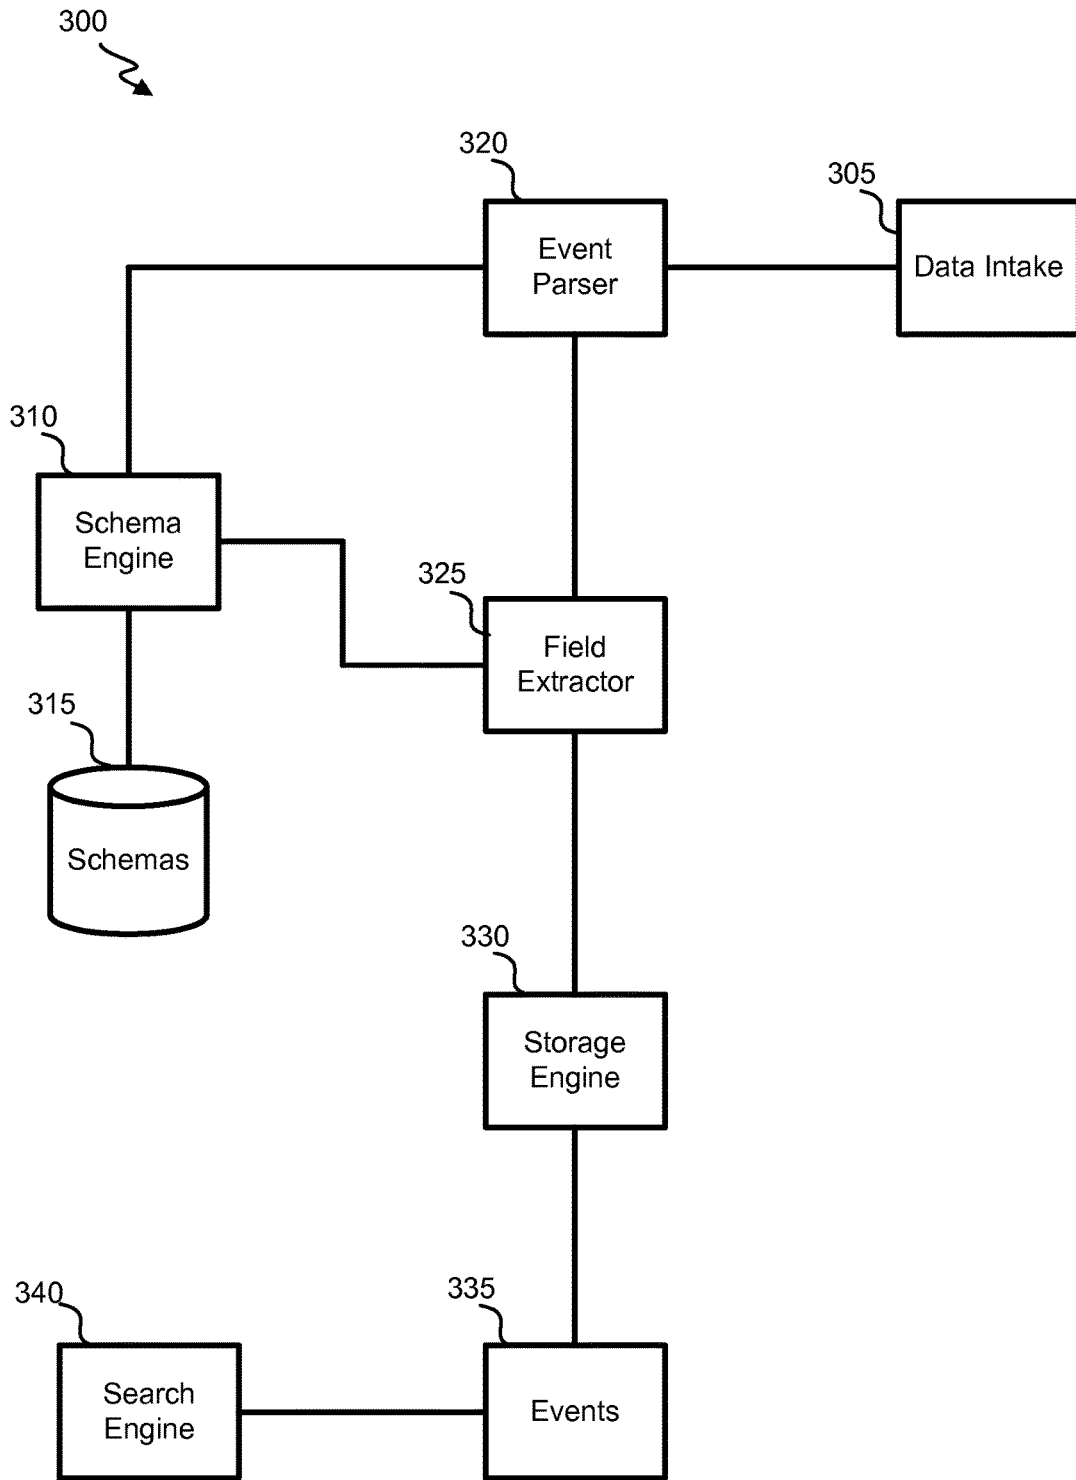 300
320
305
Event
Parser
Data Intake
310
Schema
Engine
325
Field
Extractor
315
Schemas
330
Storage
Engine
340
335
Search
Engine
Events